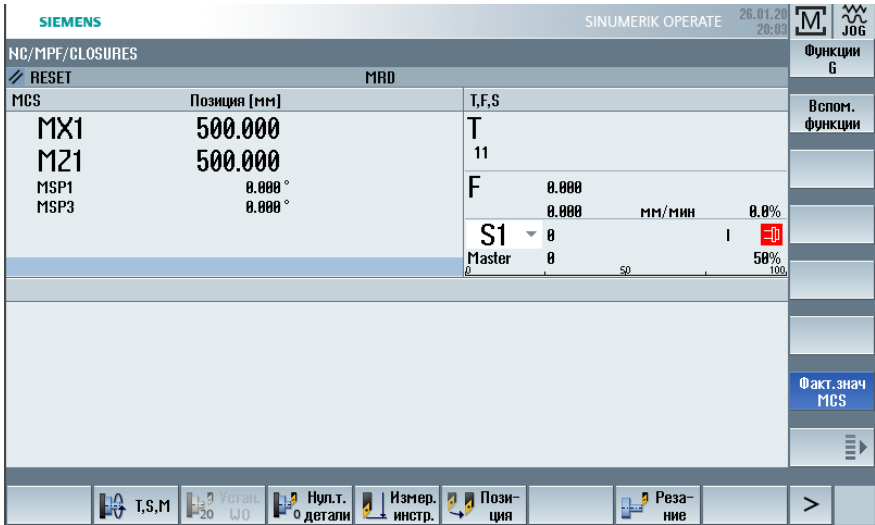 SIEMENS
SINUMERIK OPERATE
26.01.20
20:03
M
JOG
NC/MPF/CLOSURES
RESET
MRD
MCS
Позиция [мм]
MX1 500.000
MZ1 500.000
MSP1 0.000 °
MSP3 0.000 °
T,F,S
T
11
F 0.000
0.000 мм/мин 0.0%
S1 0 I
Master 0 50%
0 50 100
Функции
G
Вспом.
функции
Факт.знач
MCS
T,S,M
Устан.
WO
Нул.т.
детали
Измер.
инстр.
Пози-
ция
Реза-
ние
>